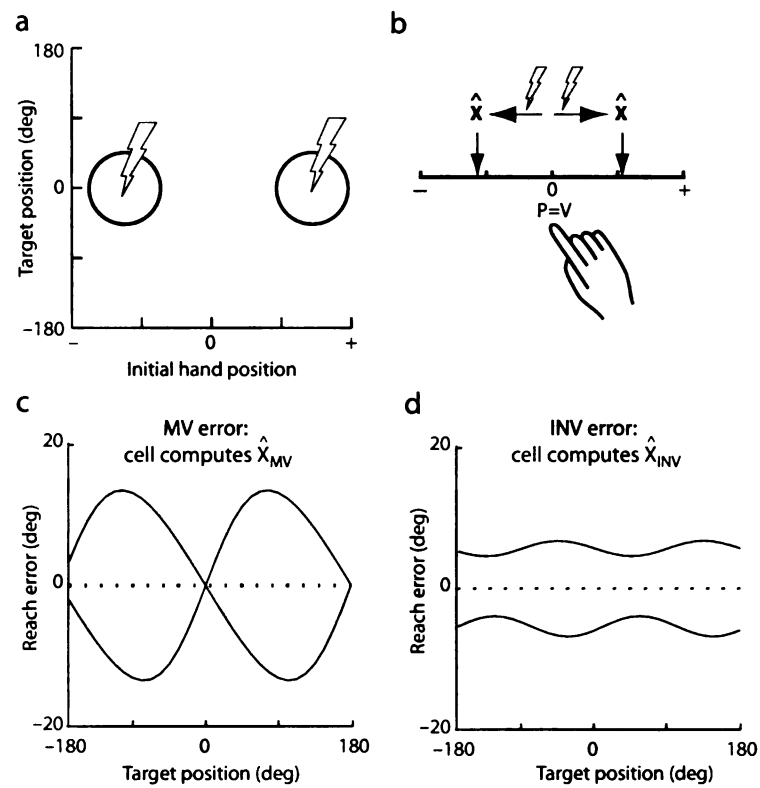 a
180
0
−180
Target position (deg)
−
0
+
Initial hand position
b
x̂
x̂
−
0
+
P=V
c
MV error:
cell computes X̂MV
20
0
−20
Reach error (deg)
−180
0
180
Target position (deg)
d
INV error:
cell computes X̂INV
20
0
−20
Reach error (deg)
−180
0
180
Target position (deg)